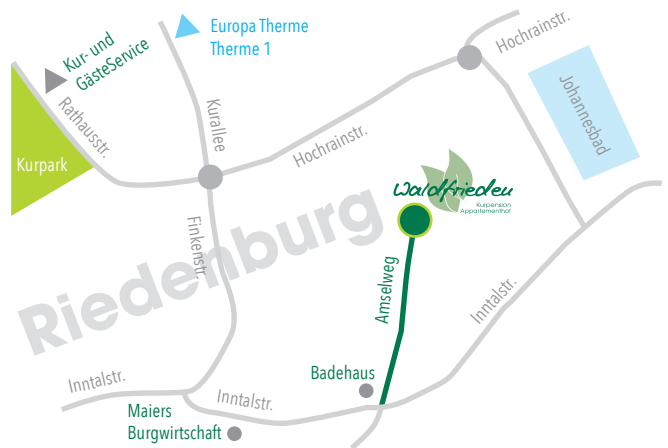 Europa Therme
Therme 1
Kur- und
GästeService
Hochrainstr.
Johannesbad
Rathausstr.
Kurallee
Kurpark
Hochrainstr.
Waldfrieden
Kurpension
Appartementhof
Riedenburg
Finkenstr.
Amselweg
Inntalstr.
Badehaus
Inntalstr.
Inntalstr.
Maiers
Burgwirtschaft